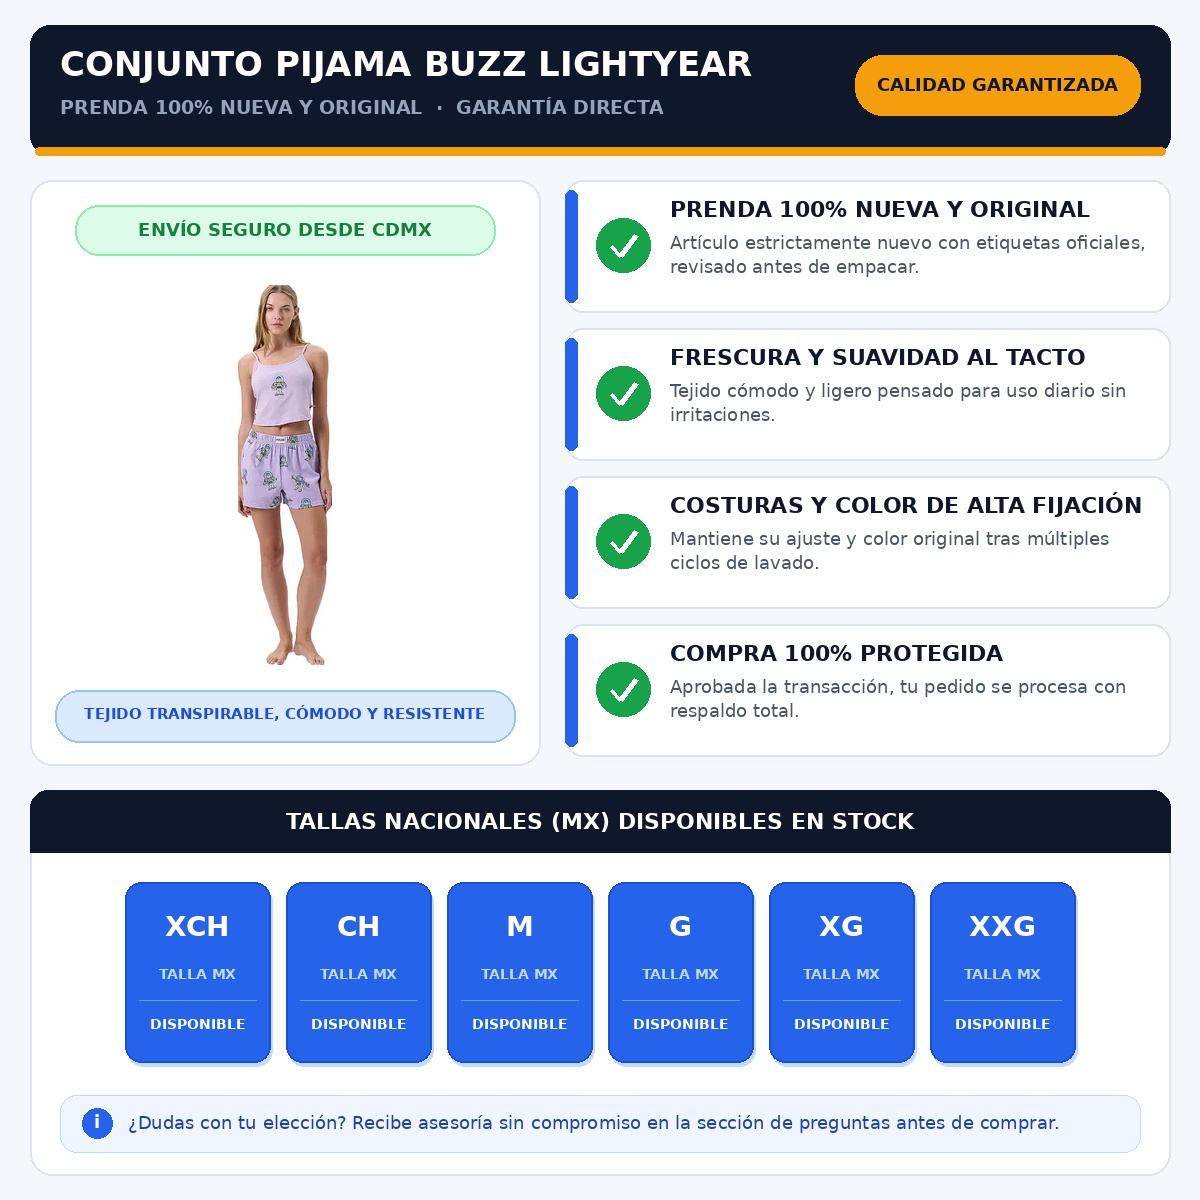 CONJUNTO PIJAMA BUZZ LIGHTYEAR
PRENDA 100% NUEVA Y ORIGINAL · GARANTÍA DIRECTA
CALIDAD GARANTIZADA
ENVÍO SEGURO DESDE CDMX
TEJIDO TRANSPIRABLE, CÓMODO Y RESISTENTE
PRENDA 100% NUEVA Y ORIGINAL
Artículo estrictamente nuevo con etiquetas oficiales,
revisado antes de empacar.
FRESCURA Y SUAVIDAD AL TACTO
Tejido cómodo y ligero pensado para uso diario sin
irritaciones.
COSTURAS Y COLOR DE ALTA FIJACIÓN
Mantiene su ajuste y color original tras múltiples
ciclos de lavado.
COMPRA 100% PROTEGIDA
Aprobada la transacción, tu pedido se procesa con
respaldo total.
TALLAS NACIONALES (MX) DISPONIBLES EN STOCK
XCH
TALLA MX
DISPONIBLE
CH
TALLA MX
DISPONIBLE
M
TALLA MX
DISPONIBLE
G
TALLA MX
DISPONIBLE
XG
TALLA MX
DISPONIBLE
XXG
TALLA MX
DISPONIBLE
i
¿Dudas con tu elección? Recibe asesoría sin compromiso en la sección de preguntas antes de comprar.